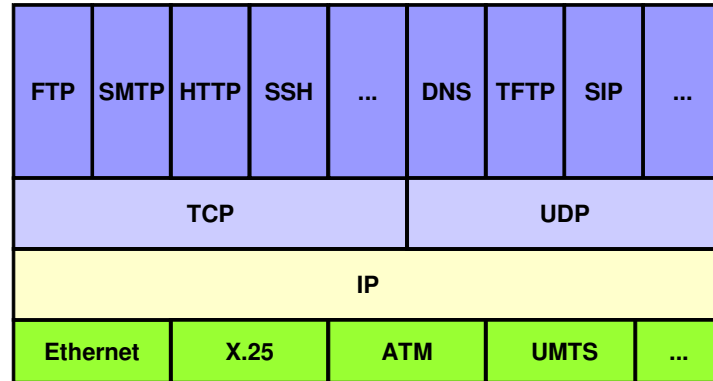 FTP SMTP HTTP SSH ... DNS TFTP SIP ...
TCP UDP
IP
Ethernet X.25 ATM UMTS ...